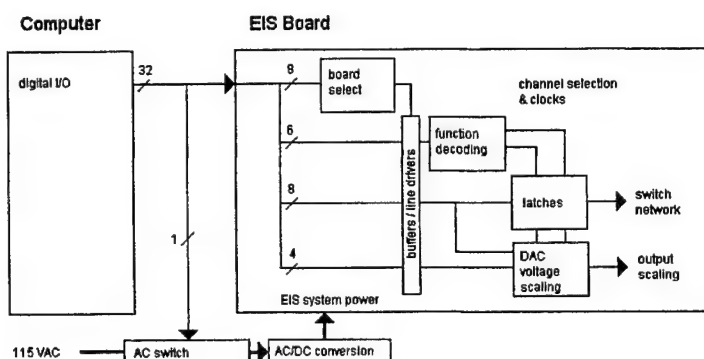 Computer
EIS Board
digital I/O
32
8
board
select
channel selection
& clocks
6
function
decoding
buffers / line drivers
8
latches
switch
network
1
4
DAC
voltage
scaling
output
scaling
EIS system power
115 VAC
AC switch
AC/DC conversion